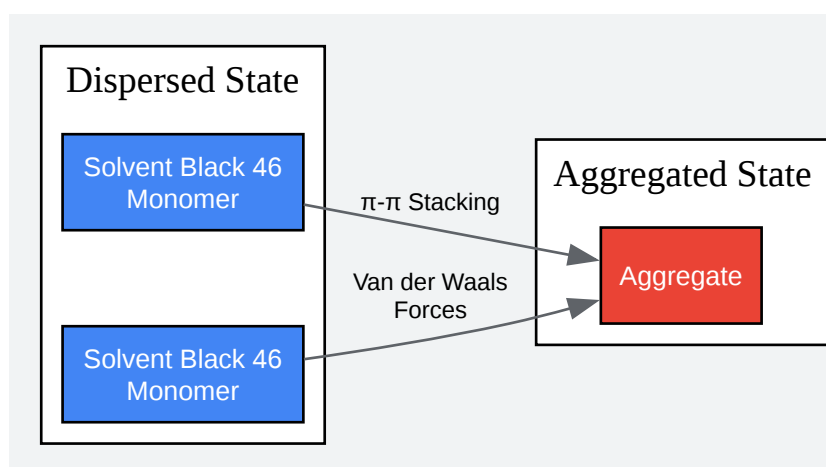 Dispersed State
Solvent Black 46
Monomer
π-π Stacking
Van der Waals
Forces
Solvent Black 46
Monomer
Aggregated State
Aggregate